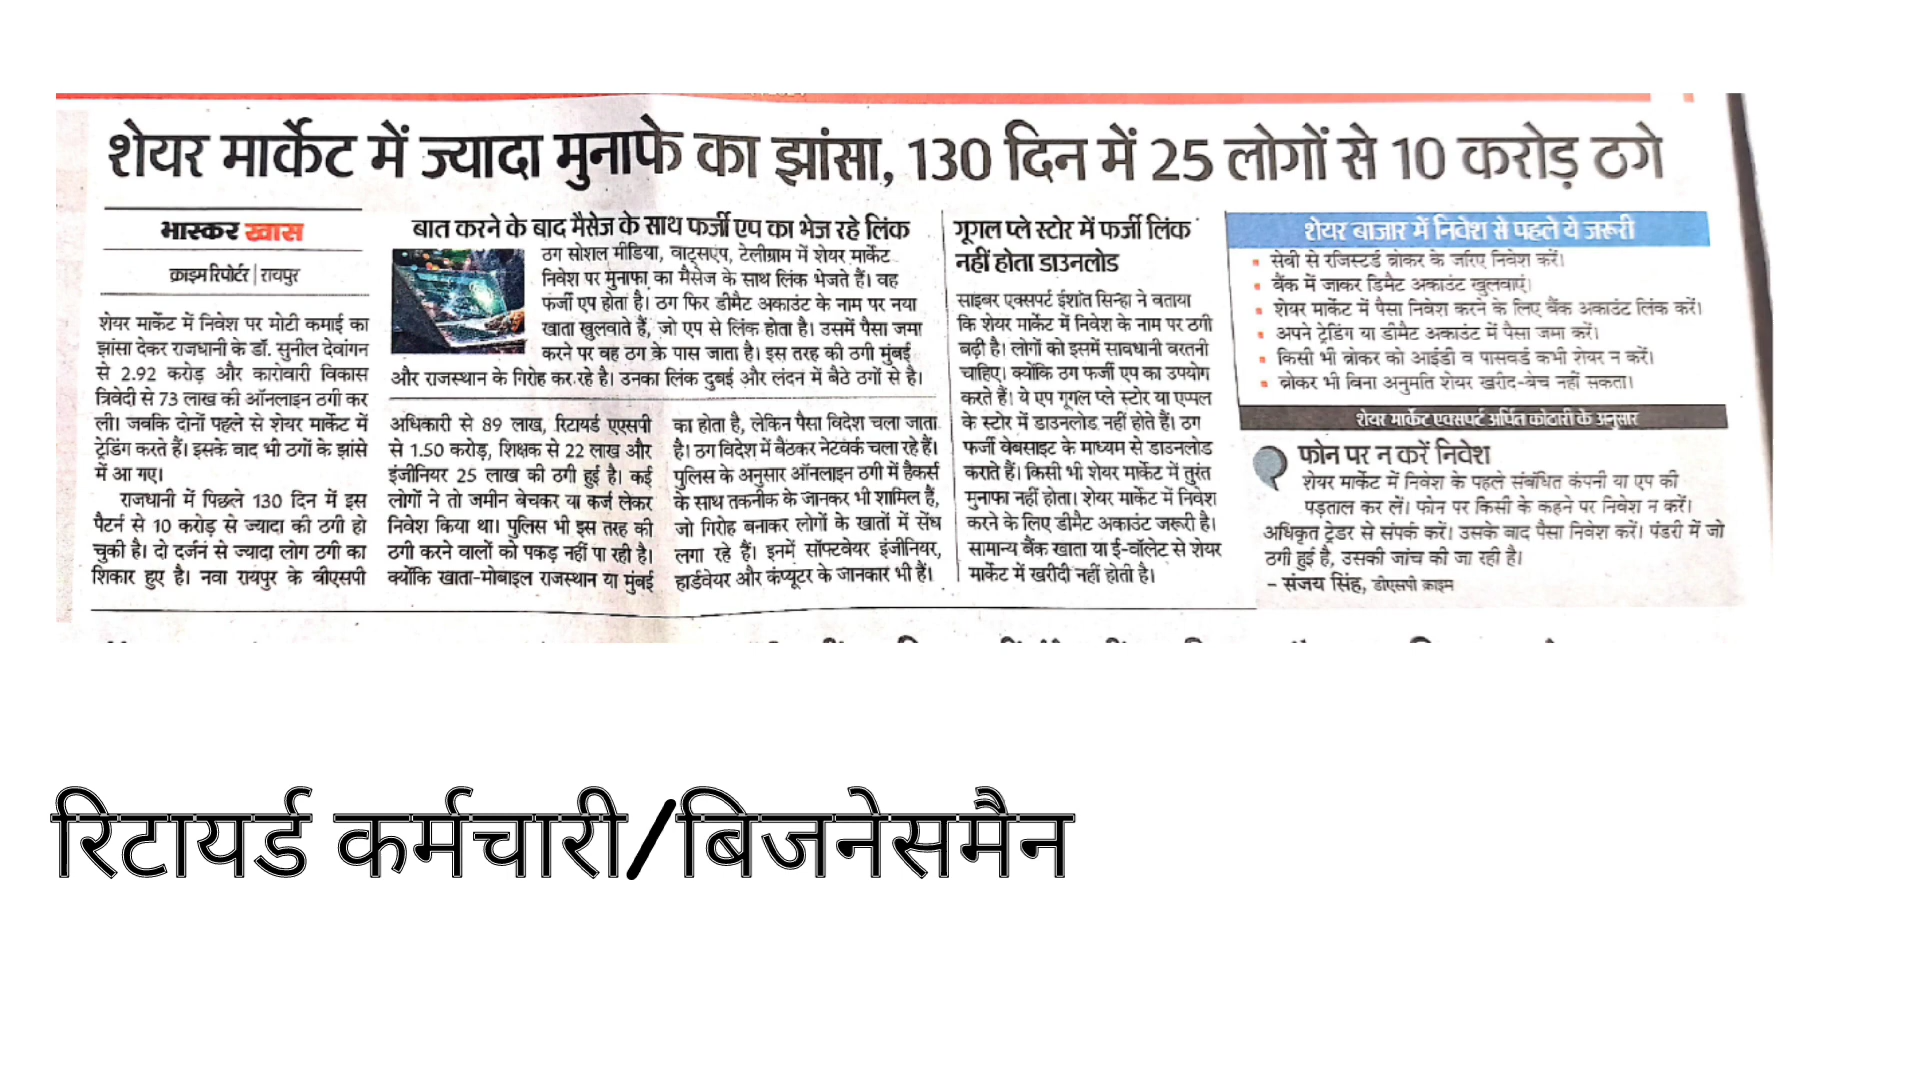 शेयर मार्केट में ज्यादा मुनाफे का झांसा, 130 दिन में 25 लोगों से 10 करोड़ ठगे
भास्कर खास
क्राइम रिपोर्टर | रायपुर
शेयर मार्केट में निवेश पर मोटी कमाई का
झांसा देकर राजधानी के डॉ. सुनील देवांगन
से 2.92 करोड़ और कारोबारी विकास
त्रिवेदी से 73 लाख की ऑनलाइन ठगी कर
ली। जबकि दोनों पहले से शेयर मार्केट में
ट्रेडिंग करते हैं। इसके बाद भी ठगों के झांसे
में आ गए।
राजधानी में पिछले 130 दिन में इस
पैटर्न से 10 करोड़ से ज्यादा की ठगी हो
चुकी है। दो दर्जन से ज्यादा लोग ठगी का
शिकार हुए है। नवा रायपुर के बीएसपी
बात करने के बाद मैसेज के साथ फर्जी एप का भेज रहे लिंक
ठग सोशल मीडिया, वाट्सएप, टेलीग्राम में शेयर मार्केट
निवेश पर मुनाफा का मैसेज के साथ लिंक भेजते हैं। वह
फर्जी एप होता है। ठग फिर डीमैट अकाउंट के नाम पर नया
खाता खुलवाते हैं, जो एप से लिंक होता है। उसमें पैसा जमा
करने पर वह ठग के पास जाता है। इस तरह की ठगी मुंबई
और राजस्थान के गिरोह कर रहे है। उनका लिंक दुबई और लंदन में बैठे ठगों से है।
अधिकारी से 89 लाख, रिटायर्ड एएसपी
से 1.50 करोड़, शिक्षक से 22 लाख और
इंजीनियर 25 लाख की ठगी हुई है। कई
लोगों ने तो जमीन बेचकर या कर्ज लेकर
निवेश किया था। पुलिस भी इस तरह की
ठगी करने वालों को पकड़ नहीं पा रही है।
क्योंकि खाता-मोबाइल राजस्थान या मुंबई
का होता है, लेकिन पैसा विदेश चला जाता
है। ठग विदेश में बैठकर नेटवर्क चला रहे हैं।
पुलिस के अनुसार ऑनलाइन ठगी में हैकर्स
के साथ तकनीक के जानकर भी शामिल हैं,
जो गिरोह बनाकर लोगों के खातों में सेंध
लगा रहे हैं। इनमें सॉफ्टवेयर इंजीनियर,
हार्डवेयर और कंप्यूटर के जानकार भी हैं।
गूगल प्ले स्टोर में फर्जी लिंक
नहीं होता डाउनलोड
साइबर एक्सपर्ट ईशांत सिन्हा ने बताया
कि शेयर मार्केट में निवेश के नाम पर ठगी
बढ़ी है। लोगों को इसमें सावधानी बरतनी
चाहिए। क्योंकि ठग फर्जी एप का उपयोग
करते हैं। ये एप गूगल प्ले स्टोर या एप्पल
के स्टोर में डाउनलोड नहीं होते हैं। ठग
फर्जी वेबसाइट के माध्यम से डाउनलोड
कराते हैं। किसी भी शेयर मार्केट में तुरंत
मुनाफा नहीं होता। शेयर मार्केट में निवेश
करने के लिए डीमैट अकाउंट जरूरी है।
सामान्य बैंक खाता या ई-वॉलेट से शेयर
मार्केट में खरीदी नहीं होती है।
शेयर बाजार में निवेश से पहले ये जरूरी
▪ सेबी से रजिस्टर्ड ब्रोकर के जरिए निवेश करें।
▪ बैंक में जाकर डिमैट अकाउंट खुलवाएं।
▪ शेयर मार्केट में पैसा निवेश करने के लिए बैंक अकाउंट लिंक करें।
▪ अपने ट्रेडिंग या डीमैट अकाउंट में पैसा जमा करें।
▪ किसी भी ब्रोकर को आईडी व पासवर्ड कभी शेयर न करें।
▪ ब्रोकर भी बिना अनुमति शेयर खरीद-बेच नहीं सकता।
शेयर मार्केट एक्सपर्ट अर्पित कोठारी के अनुसार
फोन पर न करें निवेश
शेयर मार्केट में निवेश के पहले संबंधित कंपनी या एप की
पड़ताल कर लें। फोन पर किसी के कहने पर निवेश न करें।
अधिकृत ट्रेडर से संपर्क करें। उसके बाद पैसा निवेश करें। पंडरी में जो
ठगी हुई है, उसकी जांच की जा रही है।
– संजय सिंह, डीएसपी क्राइम
रिटायर्ड कर्मचारी/बिजनेसमैन